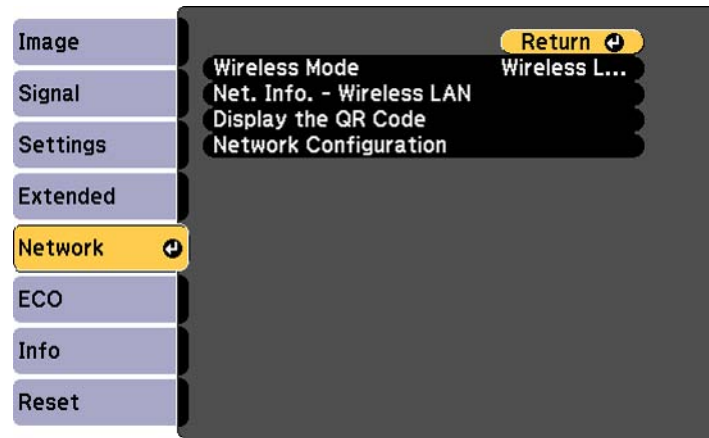 Image
Signal
Settings
Extended
Network
ECO
Info
Reset
Return
Wireless Mode Wireless L...
Net. Info. - Wireless LAN
Display the QR Code
Network Configuration